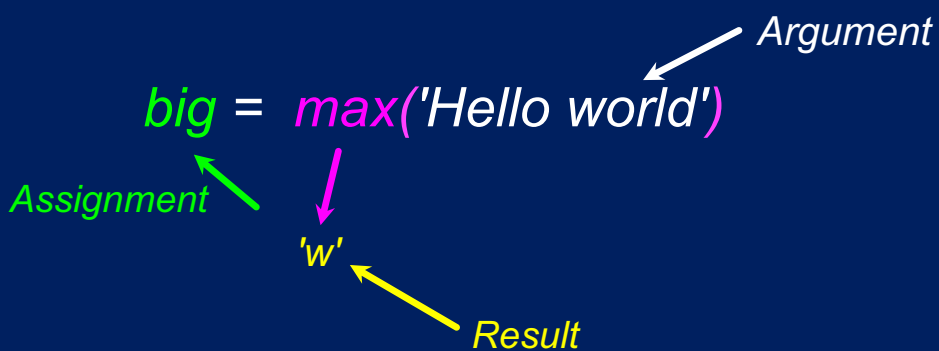 Argument
big = max('Hello world')
Assignment
'w'
Result